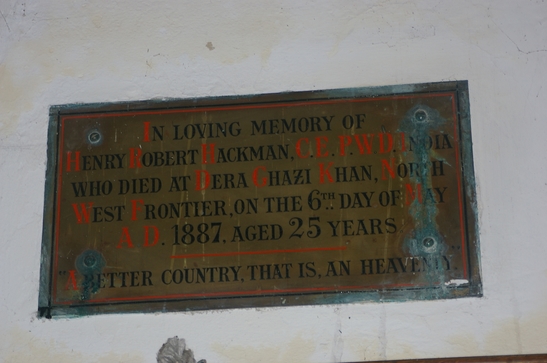 IN LOVING MEMORY OF
HENRY ROBERT HACKMAN, C.E. P.W.D. INDIA
WHO DIED AT DERA GHAZI KHAN, NORTH
WEST FRONTIER, ON THE 6TH DAY OF MAY
A.D. 1887, AGED 25 YEARS.
"A BETTER COUNTRY, THAT IS, AN HEAVENLY."